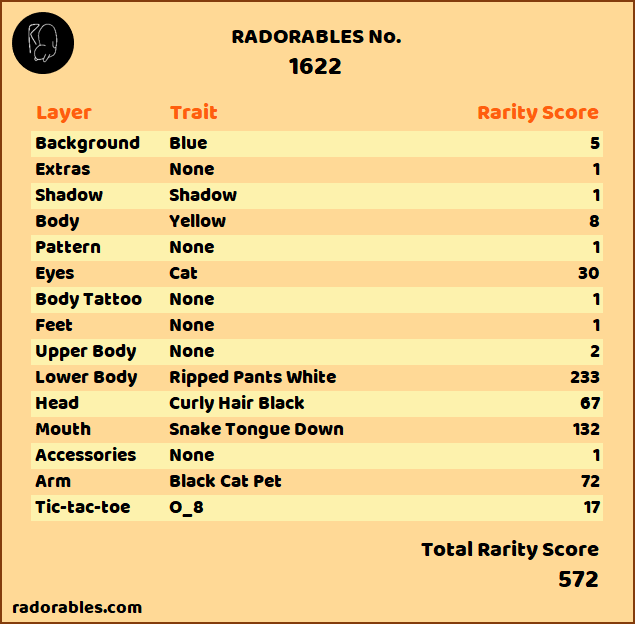 RADORABLES No.
1622
Layer Trait Rarity Score
Background Blue 5
Extras None 1
Shadow Shadow 1
Body Yellow 8
Pattern None 1
Eyes Cat 30
Body Tattoo None 1
Feet None 1
Upper Body None 2
Lower Body Ripped Pants White 233
Head Curly Hair Black 67
Mouth Snake Tongue Down 132
Accessories None 1
Arm Black Cat Pet 72
Tic-tac-toe O_8 17
Total Rarity Score
572
radorables.com